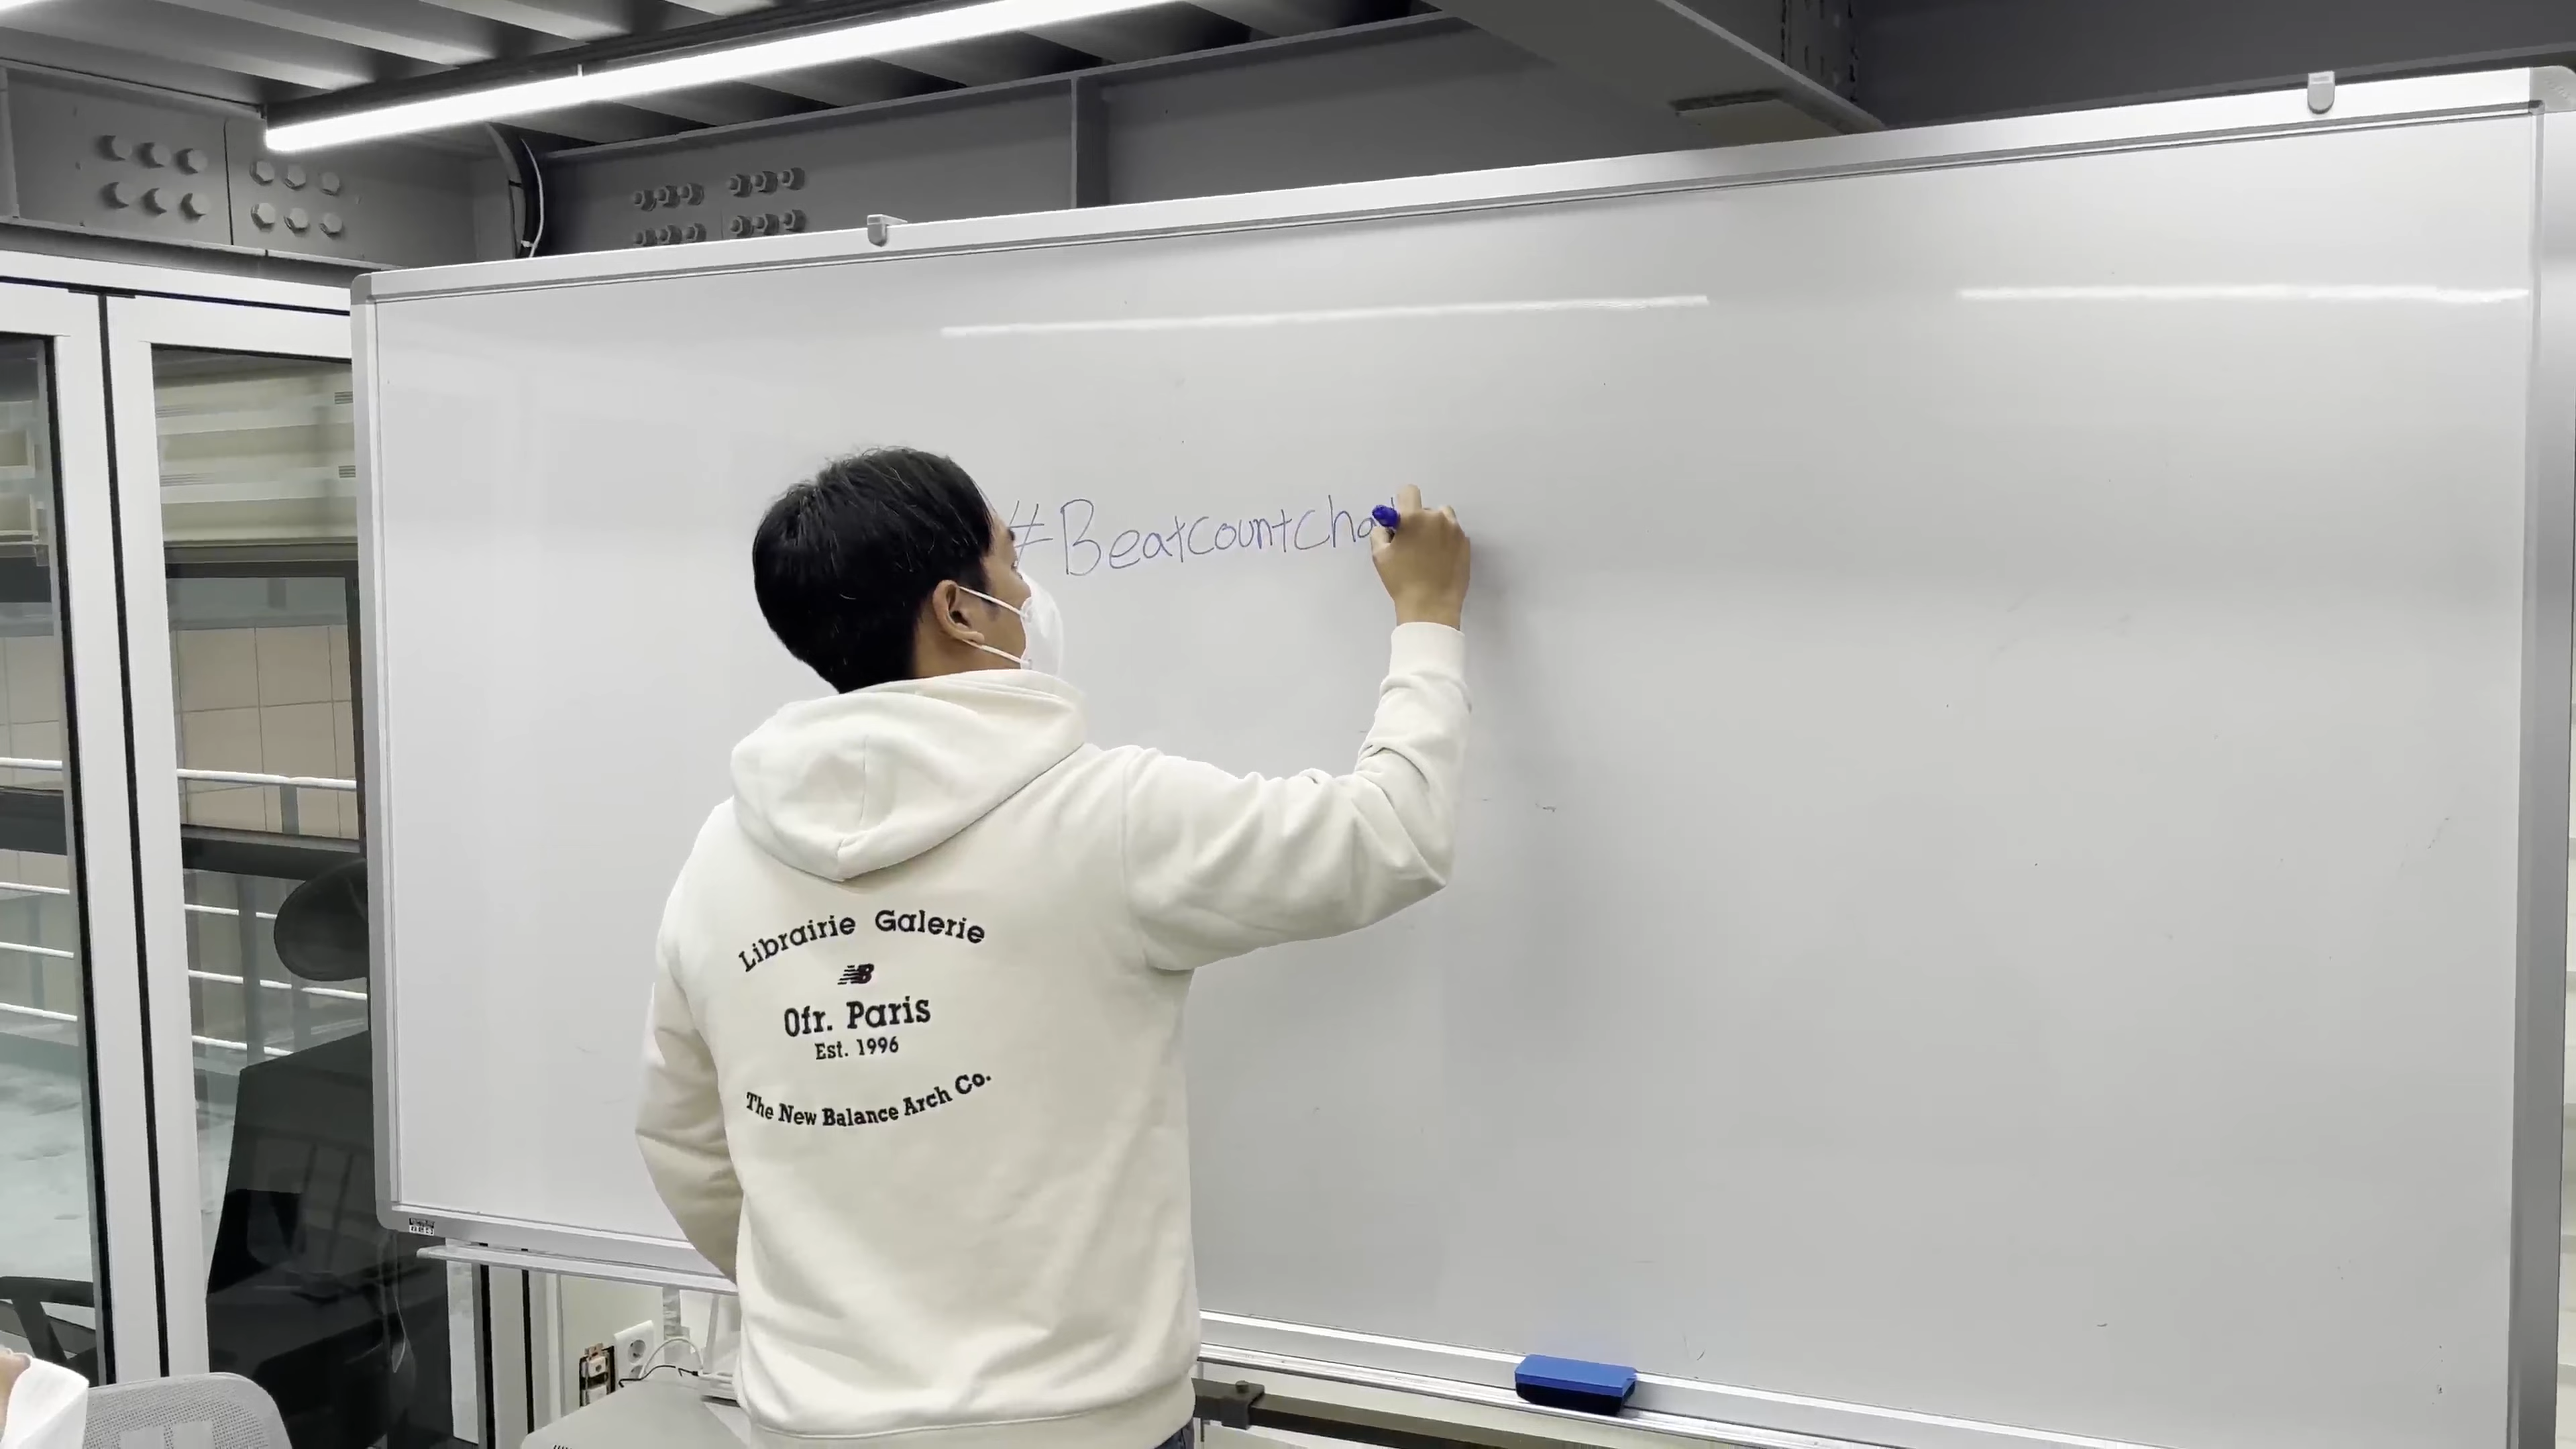 #BeatcountCha
Librairie Galerie
Ofr. Paris
Est. 1996
The New Balance Arch Co.